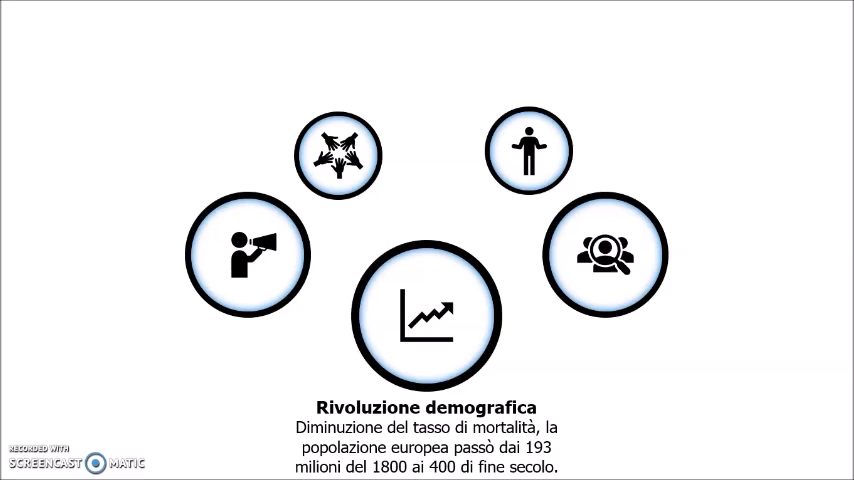 Rivoluzione demografica
Diminuzione del tasso di mortalità, la
popolazione europea passò dai 193
milioni del 1800 ai 400 di fine secolo.
RECORDED WITH
SCREENCAST MATIC